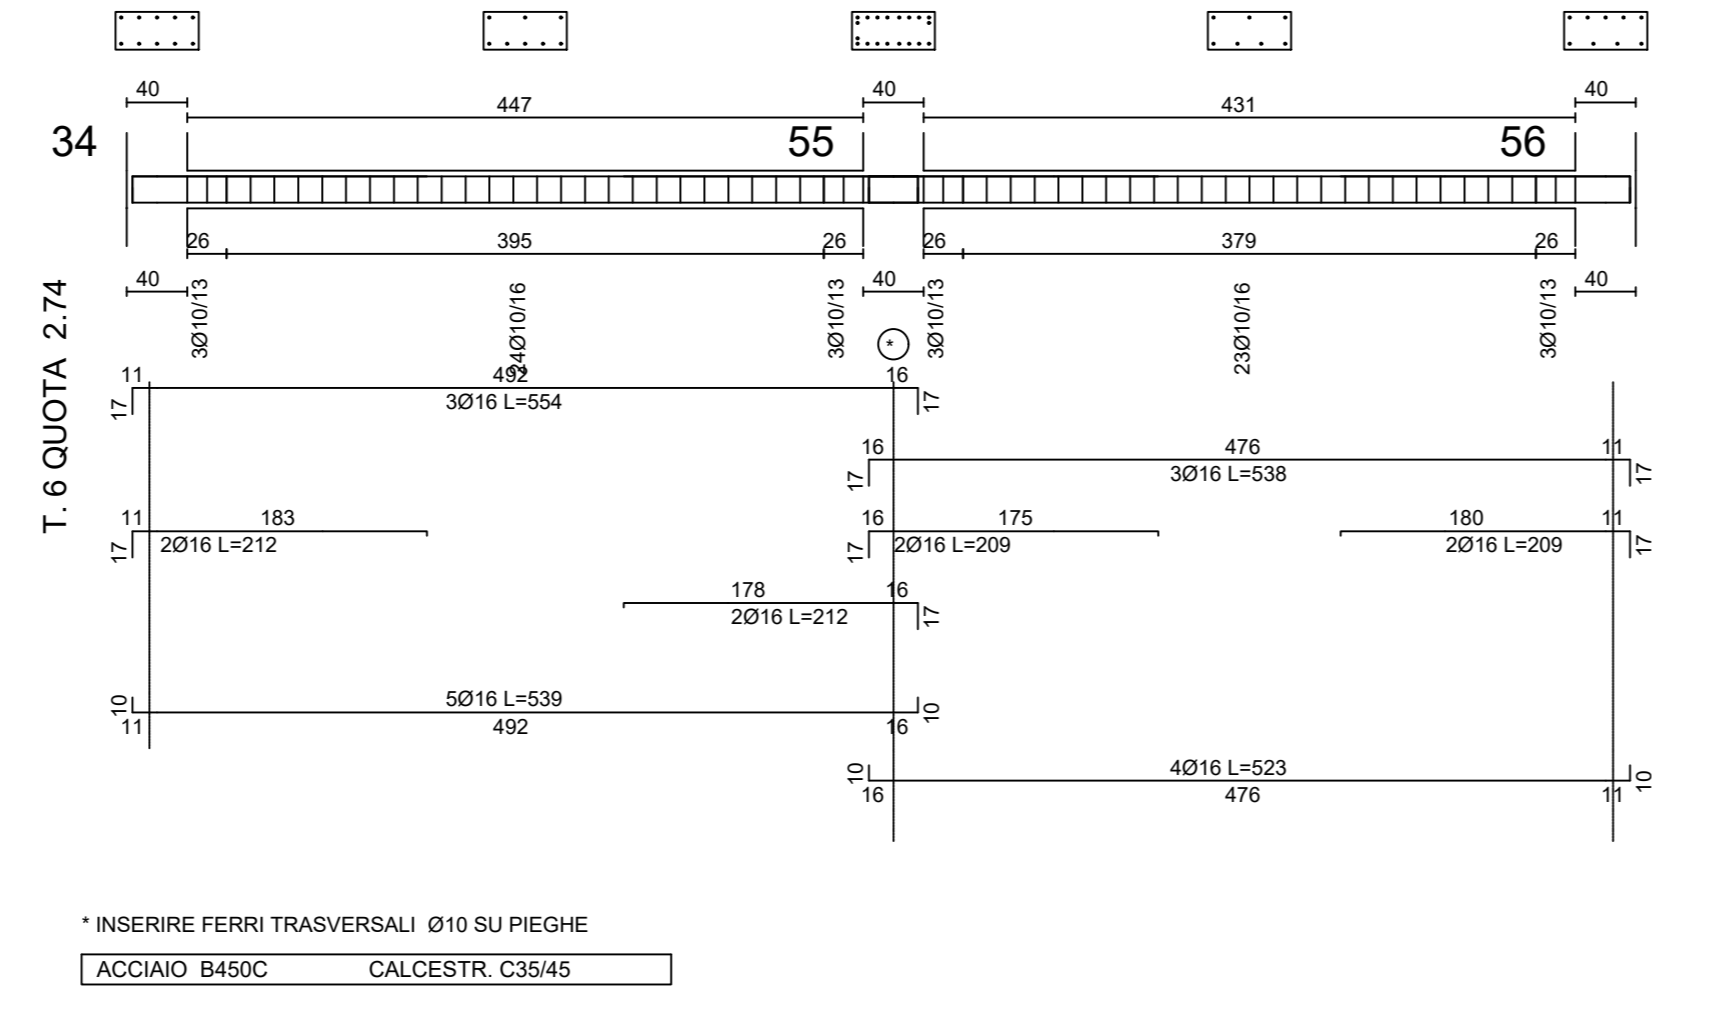 40
447
40
431
40
34
55
56
26
395
26
26
379
26
40
40
40
3Ø10/13
24Ø10/16
3Ø10/13
3Ø10/13
23Ø10/16
3Ø10/13
T. 6 QUOTA 2.74
*
11
492
16
17
3Ø16 L=554
17
16
476
11
17
3Ø16 L=538
17
11
183
16
175
180
11
17
2Ø16 L=212
17
2Ø16 L=209
2Ø16 L=209
17
178
16
2Ø16 L=212
17
10
5Ø16 L=539
10
11
492
16
10
4Ø16 L=523
10
16
476
11
* INSERIRE FERRI TRASVERSALI Ø10 SU PIEGHE
ACCIAIO B450C CALCESTR. C35/45